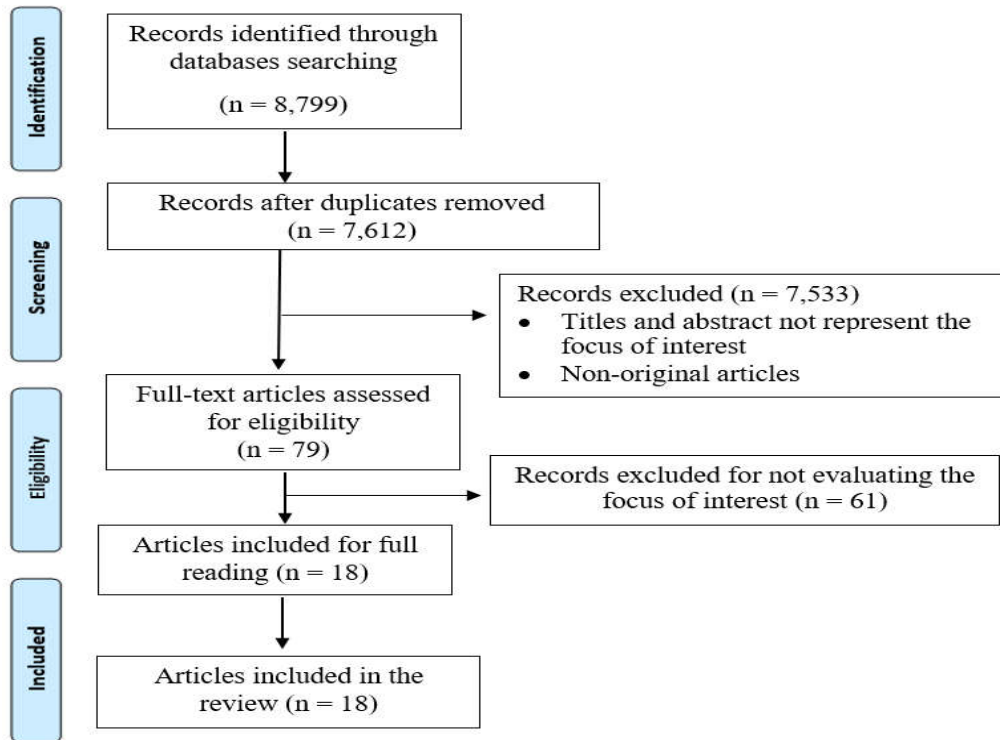 Identification
Records identified through
databases searching
(n = 8,799)
Screening
Records after duplicates removed
(n = 7,612)
Records excluded (n = 7,533)
• Titles and abstract not represent the
focus of interest
• Non-original articles
Eligibility
Full-text articles assessed
for eligibility
(n = 79)
Records excluded for not evaluating the
focus of interest (n = 61)
Articles included for full
reading (n = 18)
Included
Articles included in the
review (n = 18)